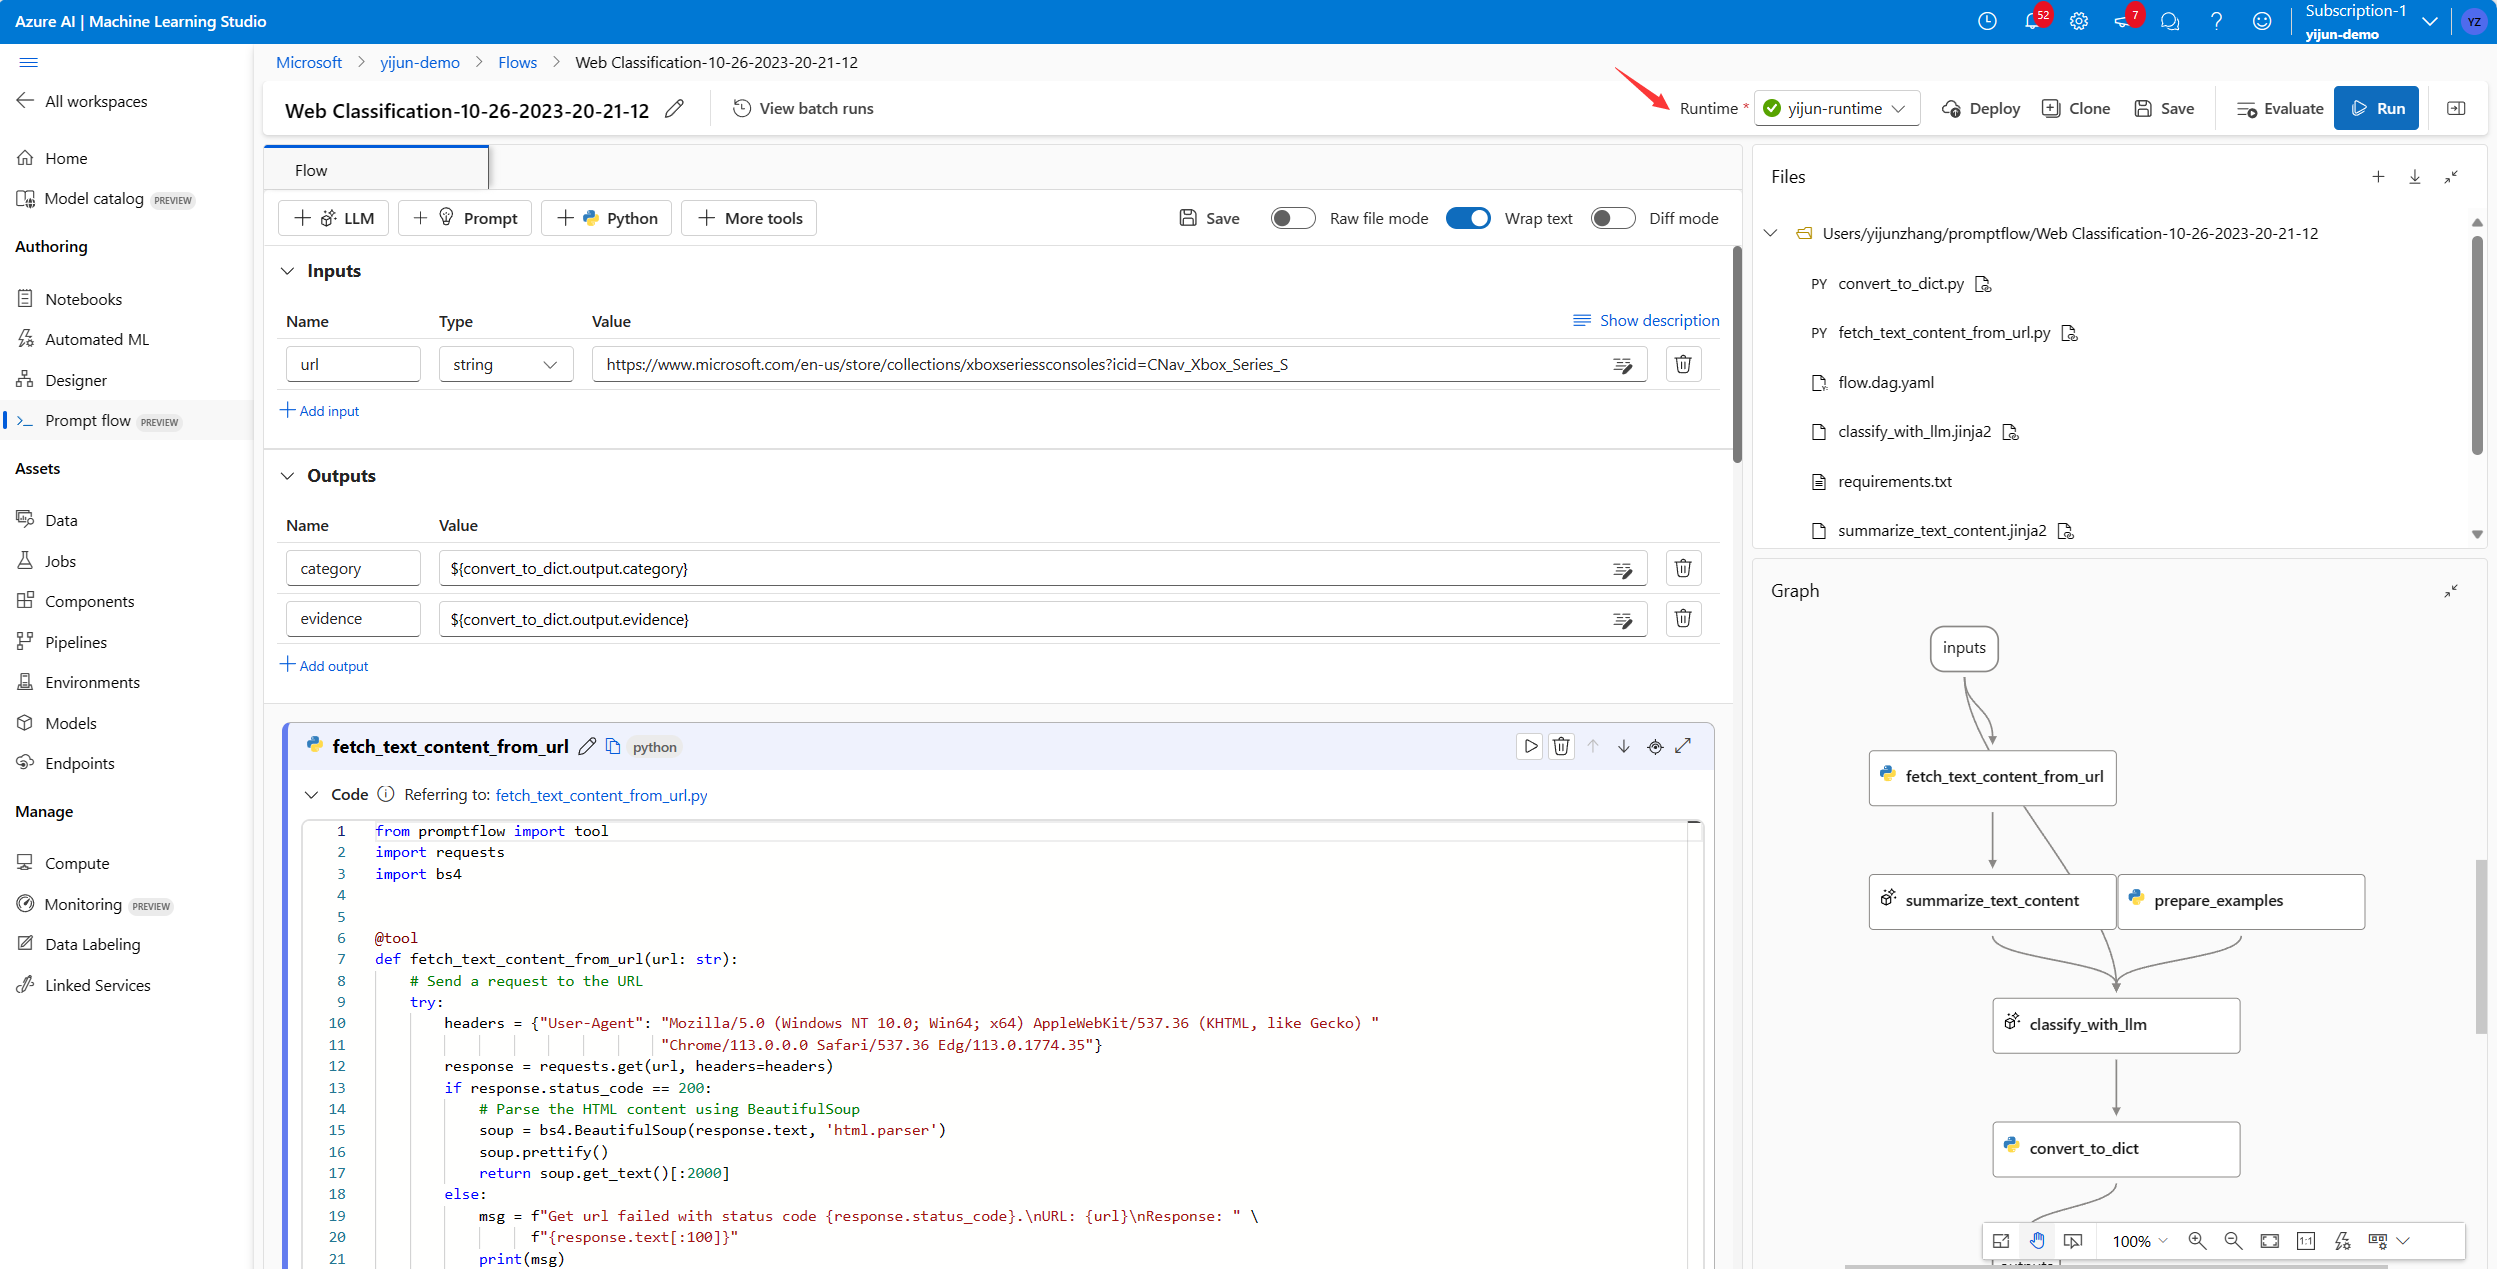 Azure AI | Machine Learning Studio
52
7
Subscription-1
yijun-demo
YZ
All workspaces
Home
Model catalog PREVIEW
Authoring
Notebooks
Automated ML
Designer
Prompt flow PREVIEW
Assets
Data
Jobs
Components
Pipelines
Environments
Models
Endpoints
Manage
Compute
Monitoring PREVIEW
Data Labeling
Linked Services
Microsoft > yijun-demo > Flows > Web Classification-10-26-2023-20-21-12
Web Classification-10-26-2023-20-21-12
View batch runs
Runtime * yijun-runtime
Deploy
Clone
Save
Evaluate
Run
Flow
+ LLM
+ Prompt
+ Python
+ More tools
Save
Raw file mode
Wrap text
Diff mode
Inputs
Name Type Value
Show description
url string https://www.microsoft.com/en-us/store/collections/xboxseriessconsoles?icid=CNav_Xbox_Series_S
+ Add input
Outputs
Name Value
category ${convert_to_dict.output.category}
evidence ${convert_to_dict.output.evidence}
+ Add output
fetch_text_content_from_url python
Code Referring to: fetch_text_content_from_url.py
1 from promptflow import tool
2 import requests
3 import bs4
4
5
6 @tool
7 def fetch_text_content_from_url(url: str):
8 # Send a request to the URL
9 try:
10 headers = {"User-Agent": "Mozilla/5.0 (Windows NT 10.0; Win64; x64) AppleWebKit/537.36 (KHTML, like Gecko) "
11 "Chrome/113.0.0.0 Safari/537.36 Edg/113.0.1774.35"}
12 response = requests.get(url, headers=headers)
13 if response.status_code == 200:
14 # Parse the HTML content using BeautifulSoup
15 soup = bs4.BeautifulSoup(response.text, 'html.parser')
16 soup.prettify()
17 return soup.get_text()[:2000]
18 else:
19 msg = f"Get url failed with status code {response.status_code}.\nURL: {url}\nResponse: " \
20 f"{response.text[:100]}"
21 print(msg)
Files
Users/yijunzhang/promptflow/Web Classification-10-26-2023-20-21-12
PY convert_to_dict.py
PY fetch_text_content_from_url.py
flow.dag.yaml
classify_with_llm.jinja2
requirements.txt
summarize_text_content.jinja2
Graph
inputs
fetch_text_content_from_url
summarize_text_content
prepare_examples
classify_with_llm
convert_to_dict
100%
1:1